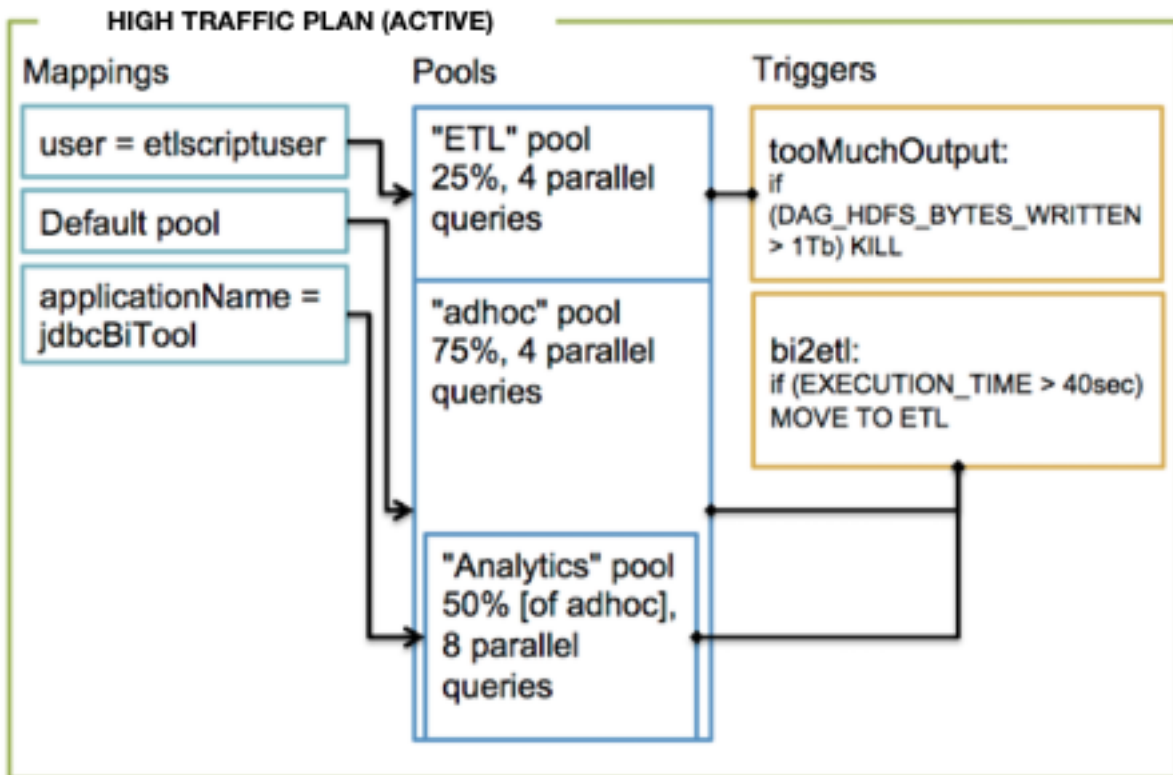 HIGH TRAFFIC PLAN (ACTIVE)
Mappings
user = etlscriptuser
Default pool
applicationName =
jdbcBiTool
Pools
"ETL" pool
25%, 4 parallel
queries
"adhoc" pool
75%, 4 parallel
queries
"Analytics" pool
50% [of adhoc],
8 parallel
queries
Triggers
tooMuchOutput:
if
(DAG_HDFS_BYTES_WRITTEN
> 1Tb) KILL
bi2etl:
if (EXECUTION_TIME > 40sec)
MOVE TO ETL